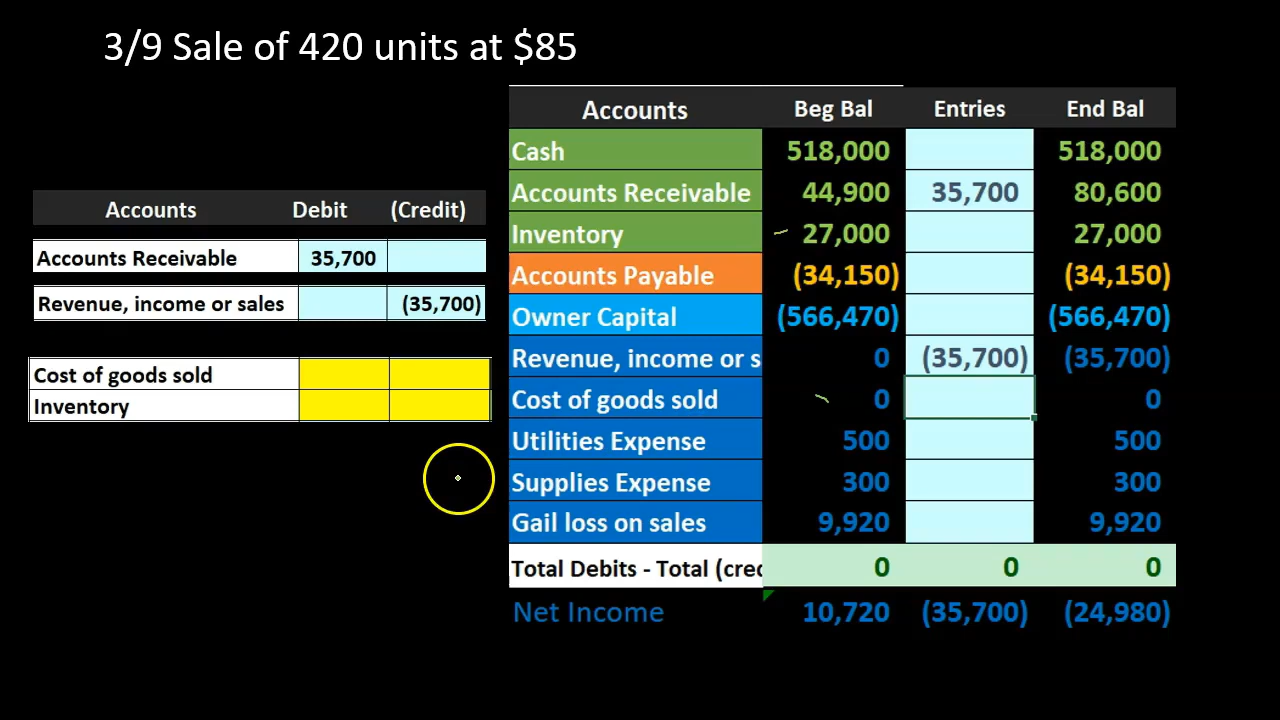 3/9 Sale of 420 units at $85
Accounts Debit (Credit)
Accounts Receivable 35,700
Revenue, income or sales (35,700)
Cost of goods sold
Inventory
Accounts Beg Bal Entries End Bal
Cash 518,000 518,000
Accounts Receivable 44,900 35,700 80,600
Inventory 27,000 27,000
Accounts Payable (34,150) (34,150)
Owner Capital (566,470) (566,470)
Revenue, income or s 0 (35,700) (35,700)
Cost of goods sold 0 0
Utilities Expense 500 500
Supplies Expense 300 300
Gail loss on sales 9,920 9,920
Total Debits - Total (cred 0 0 0
Net Income 10,720 (35,700) (24,980)